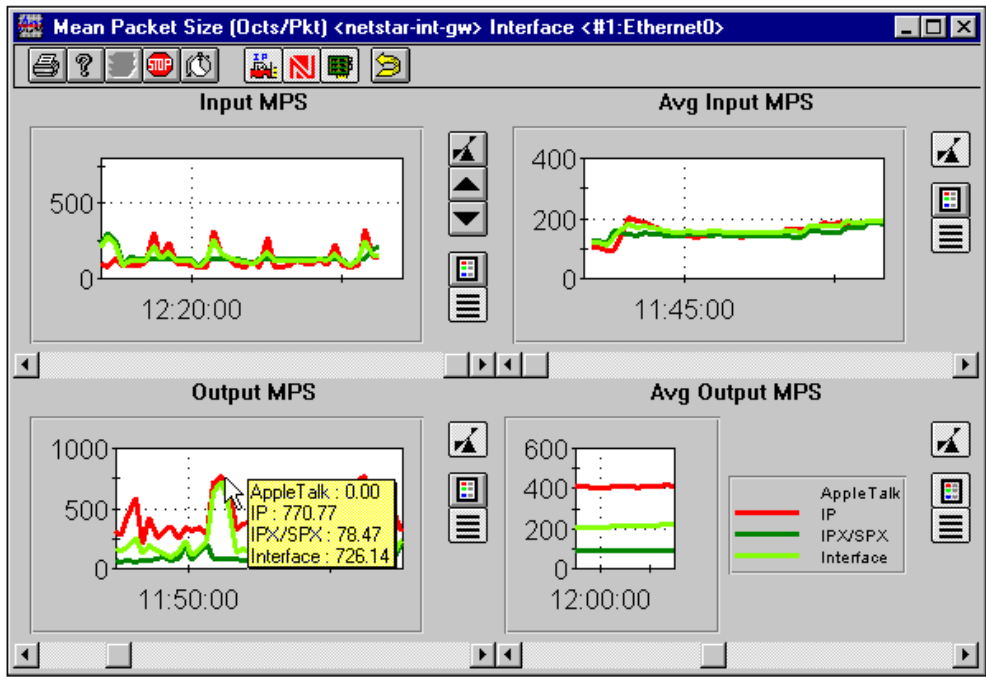 Mean Packet Size (Octs/Pkt) <netstar-int-gw> Interface <#1:Ethernet0>
? STOP IP
Input MPS
500
0
12:20:00
Avg Input MPS
400
200
0
11:45:00
Output MPS
1000
500
0
11:50:00
AppleTalk : 0.00
IP : 770.77
IPX/SPX : 78.47
Interface : 726.14
Avg Output MPS
600
400
200
0
12:00:00
AppleTalk
IP
IPX/SPX
Interface